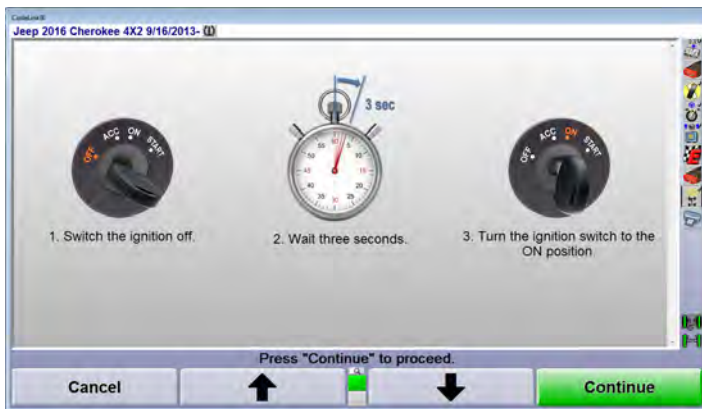 CodeLink®
Jeep 2016 Cherokee 4X2 9/16/2013-
3 sec
OFF ACC ON START
OFF ACC ON START
1. Switch the ignition off.
2. Wait three seconds.
3. Turn the ignition switch to the
ON position
Press "Continue" to proceed.
Cancel
Continue